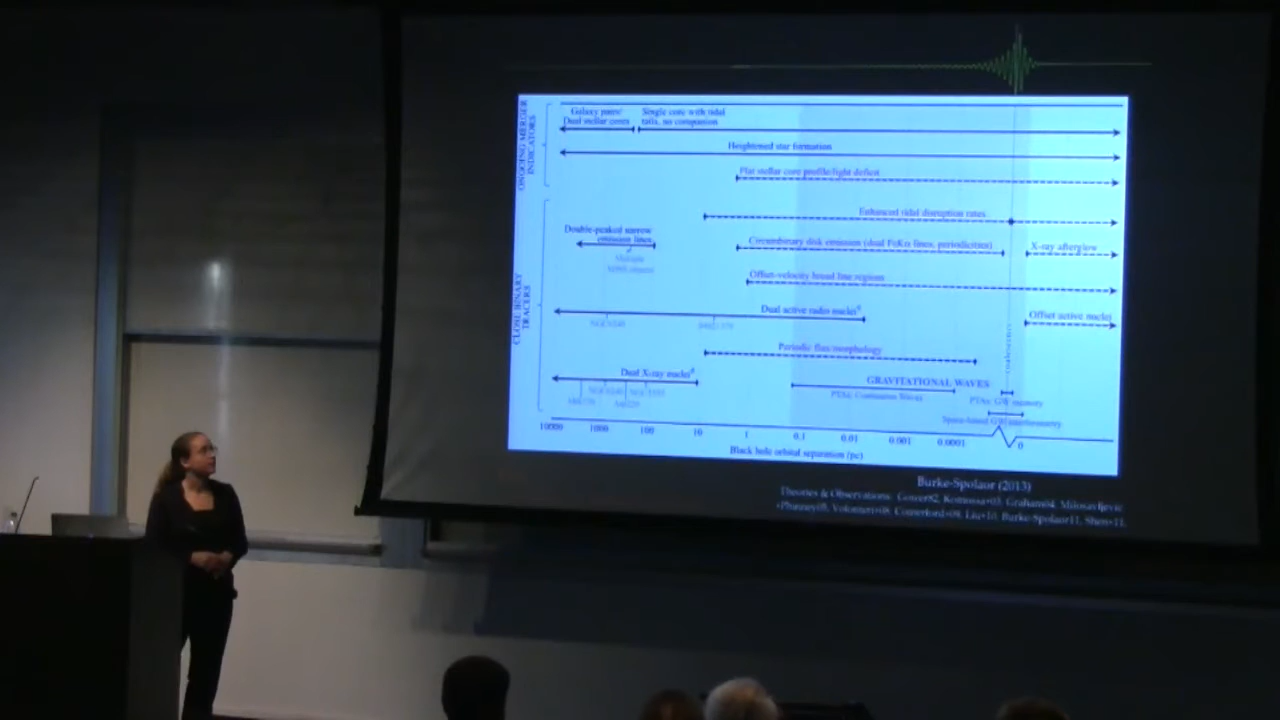 ONGOING MERGER
INDICATORS
Galaxy pairs/
Dual stellar cores
Single core with tidal
tails, no companion
Heightened star formation
Flat stellar core profile/light deficit
CLOSE BINARY
TRACERS
Enhanced tidal disruption rates
Double-peaked narrow
emission lines
Circumbinary disk emission (dual FeKα lines, periodicities)
X-ray afterglow
Offset-velocity broad line regions
Dual active radio nuclei
Offset active nuclei
Periodic flux/morphology
Dual X-ray nuclei
GRAVITATIONAL WAVES
PTAs: Continuous Waves
PTAs: GW memory
Space-based GW interferometry
10000 1000 100 10 1 0.1 0.01 0.001 0.0001 0
Black hole orbital separation (pc)
Burke-Spolaor (2013)
Theories & Observations: Komossa+03, Graham04, Milosavljevic
+Phinney05, Volonteri+08, Comerford+09, Liu+10, Burke-Spolaor11, Shen+11.